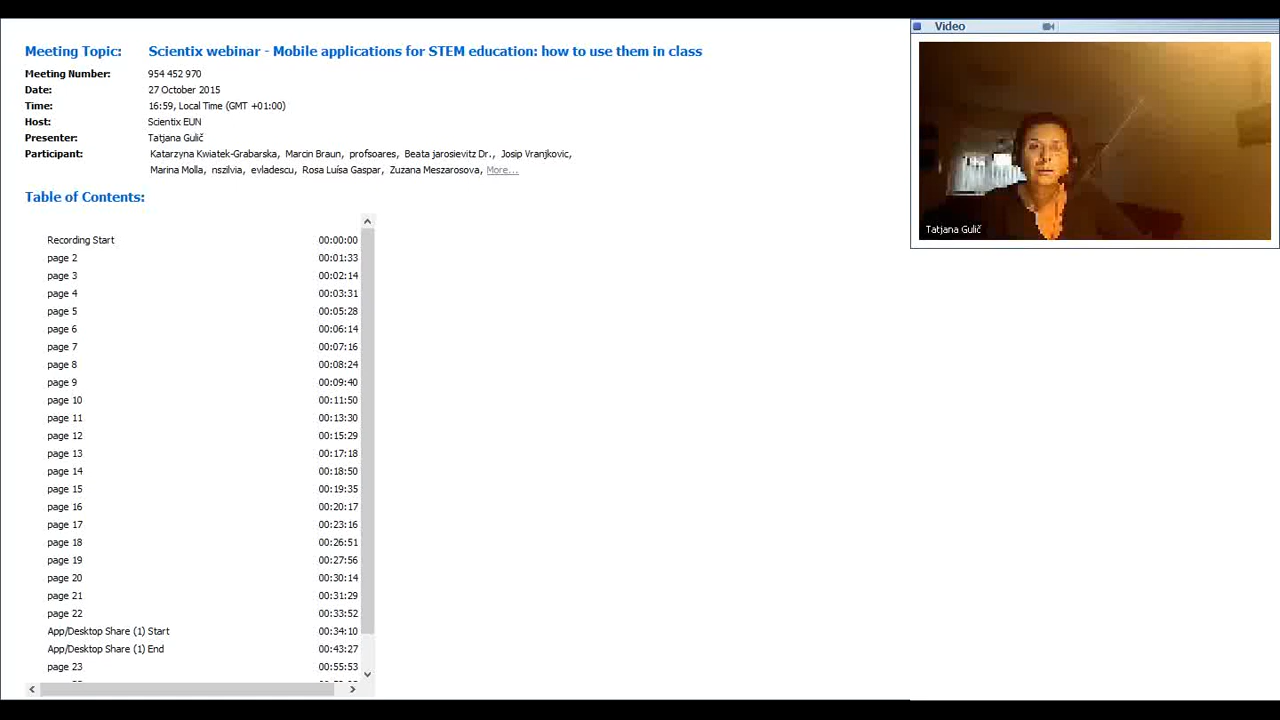 Meeting Topic: Scientix webinar - Mobile applications for STEM education: how to use them in class
Meeting Number: 954 452 970
Date: 27 October 2015
Time: 16:59, Local Time (GMT +01:00)
Host: Scientix EUN
Presenter: Tatjana Gulič
Participant: Katarzyna Kwiatek-Grabarska, Marcin Braun, profsoares, Beata jarosievitz Dr., Josip Vranjkovic,
Marina Molla, nszilvia, evladescu, Rosa Luísa Gaspar, Zuzana Meszarosova, More...
Table of Contents:
Recording Start 00:00:00
page 2 00:01:33
page 3 00:02:14
page 4 00:03:31
page 5 00:05:28
page 6 00:06:14
page 7 00:07:16
page 8 00:08:24
page 9 00:09:40
page 10 00:11:50
page 11 00:13:30
page 12 00:15:29
page 13 00:17:18
page 14 00:18:50
page 15 00:19:35
page 16 00:20:17
page 17 00:23:16
page 18 00:26:51
page 19 00:27:56
page 20 00:30:14
page 21 00:31:29
page 22 00:33:52
App/Desktop Share (1) Start 00:34:10
App/Desktop Share (1) End 00:43:27
page 23 00:55:53
Video
Tatjana Gulič